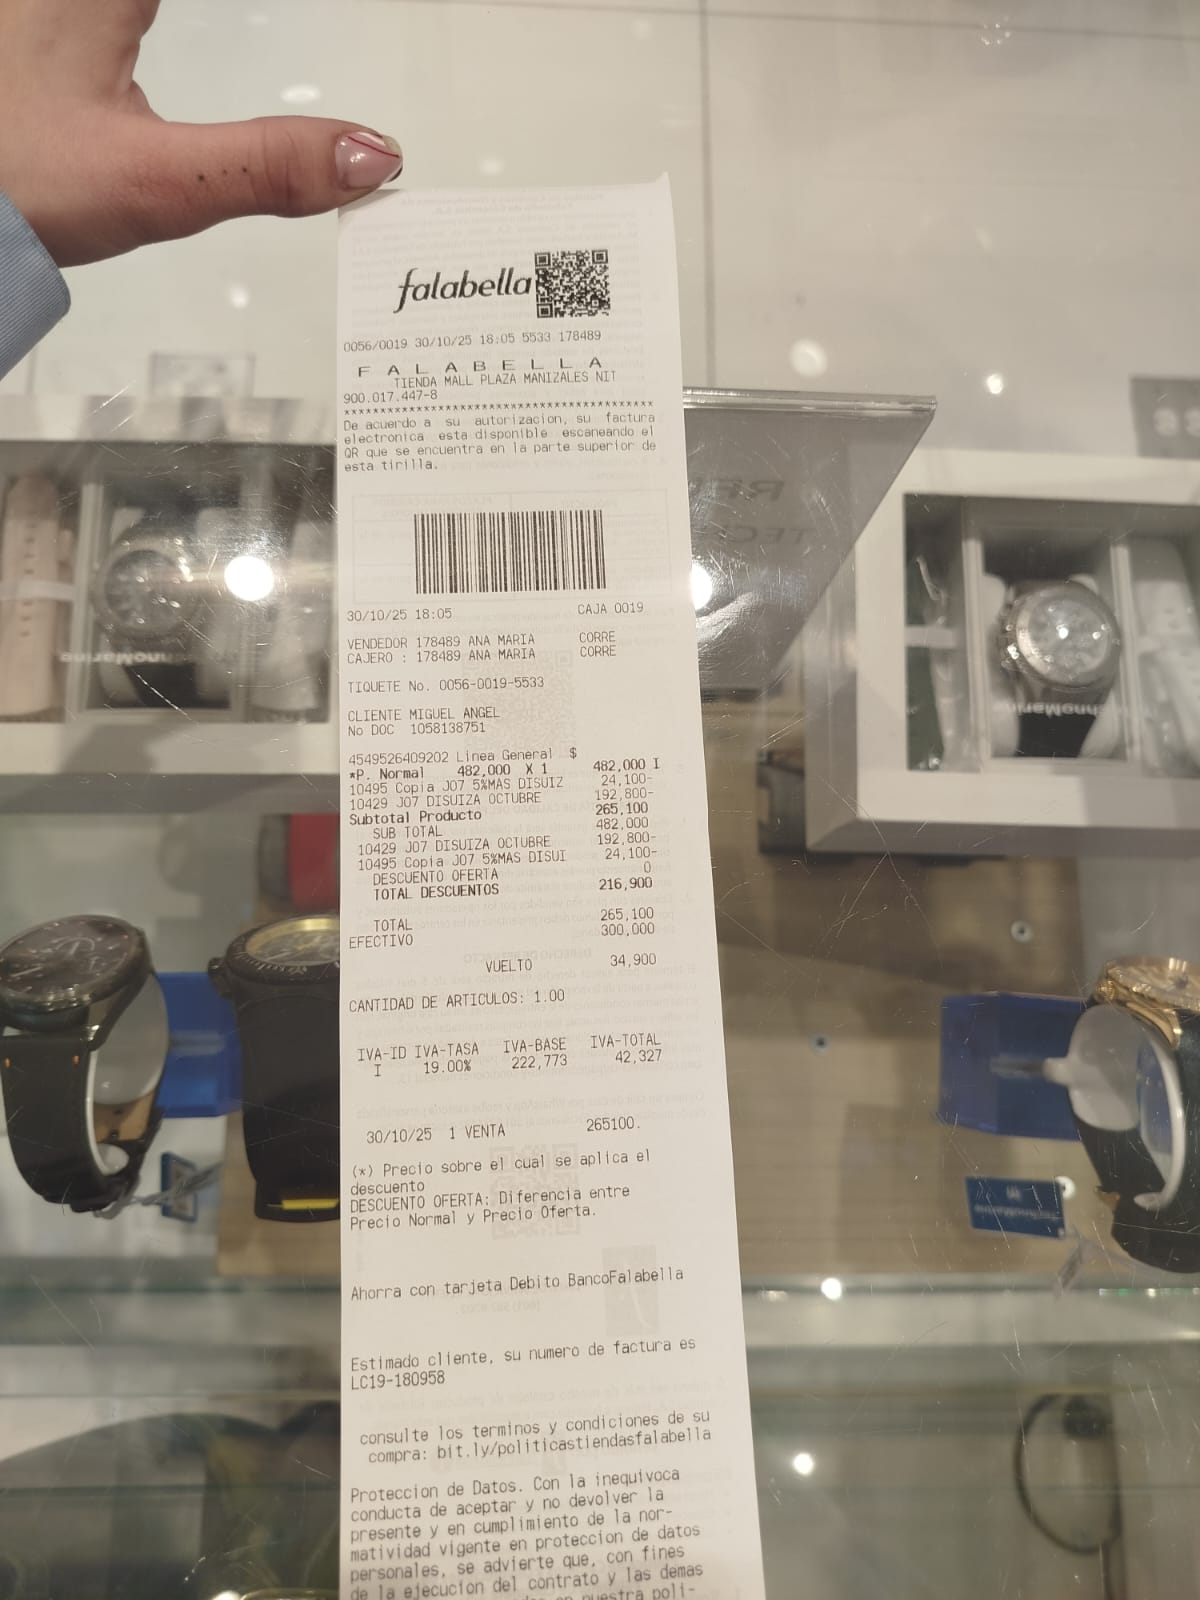 falabella
0056/0019 30/10/25 18:05 5533 178489
F A L A B E L L A
TIENDA MALL PLAZA MANIZALES NIT
900.017.447-8
******************************************
De acuerdo a su autorizacion, su factura
electronica esta disponible escaneando el
QR que se encuentra en la parte superior de
esta tirilla.
30/10/25 18:05 CAJA 0019
VENDEDOR 178489 ANA MARIA CORRE
CAJERO : 178489 ANA MARIA CORRE
TIQUETE No. 0056-0019-5533
CLIENTE MIGUEL ANGEL
No DOC 1058138751
4549526409202 Linea General $
*P. Normal 482,000 X 1 482,000 I
10495 Copia J07 5%MAS DISUIZ 24,100-
10429 J07 DISUIZA OCTUBRE 192,800-
Subtotal Producto 265,100
SUB TOTAL 482,000
10429 J07 DISUIZA OCTUBRE 192,800-
10495 Copia J07 5%MAS DISUI 24,100-
DESCUENTO OFERTA 0
TOTAL DESCUENTOS 216,900
TOTAL 265,100
EFECTIVO 300,000
VUELTO 34,900
CANTIDAD DE ARTICULOS: 1.00
IVA-ID IVA-TASA IVA-BASE IVA-TOTAL
I 19.00% 222,773 42,327
30/10/25 1 VENTA 265100.
(*) Precio sobre el cual se aplica el
descuento
DESCUENTO OFERTA: Diferencia entre
Precio Normal y Precio Oferta.
Ahorra con tarjeta Debito BancoFalabella
Estimado cliente, su numero de factura es
LC19-180958
consulte los terminos y condiciones de su
compra: bit.ly/politicastiendasfalabella
Proteccion de Datos. Con la inequivoca
conducta de aceptar y no devolver la
presente y en cumplimiento de la nor-
matividad vigente en proteccion de datos
personales, se advierte que, con fines
de la ejecucion del contrato y las demas
en nuestra poli-
TechnoMarine
TechnoMarine
TechnoMarine